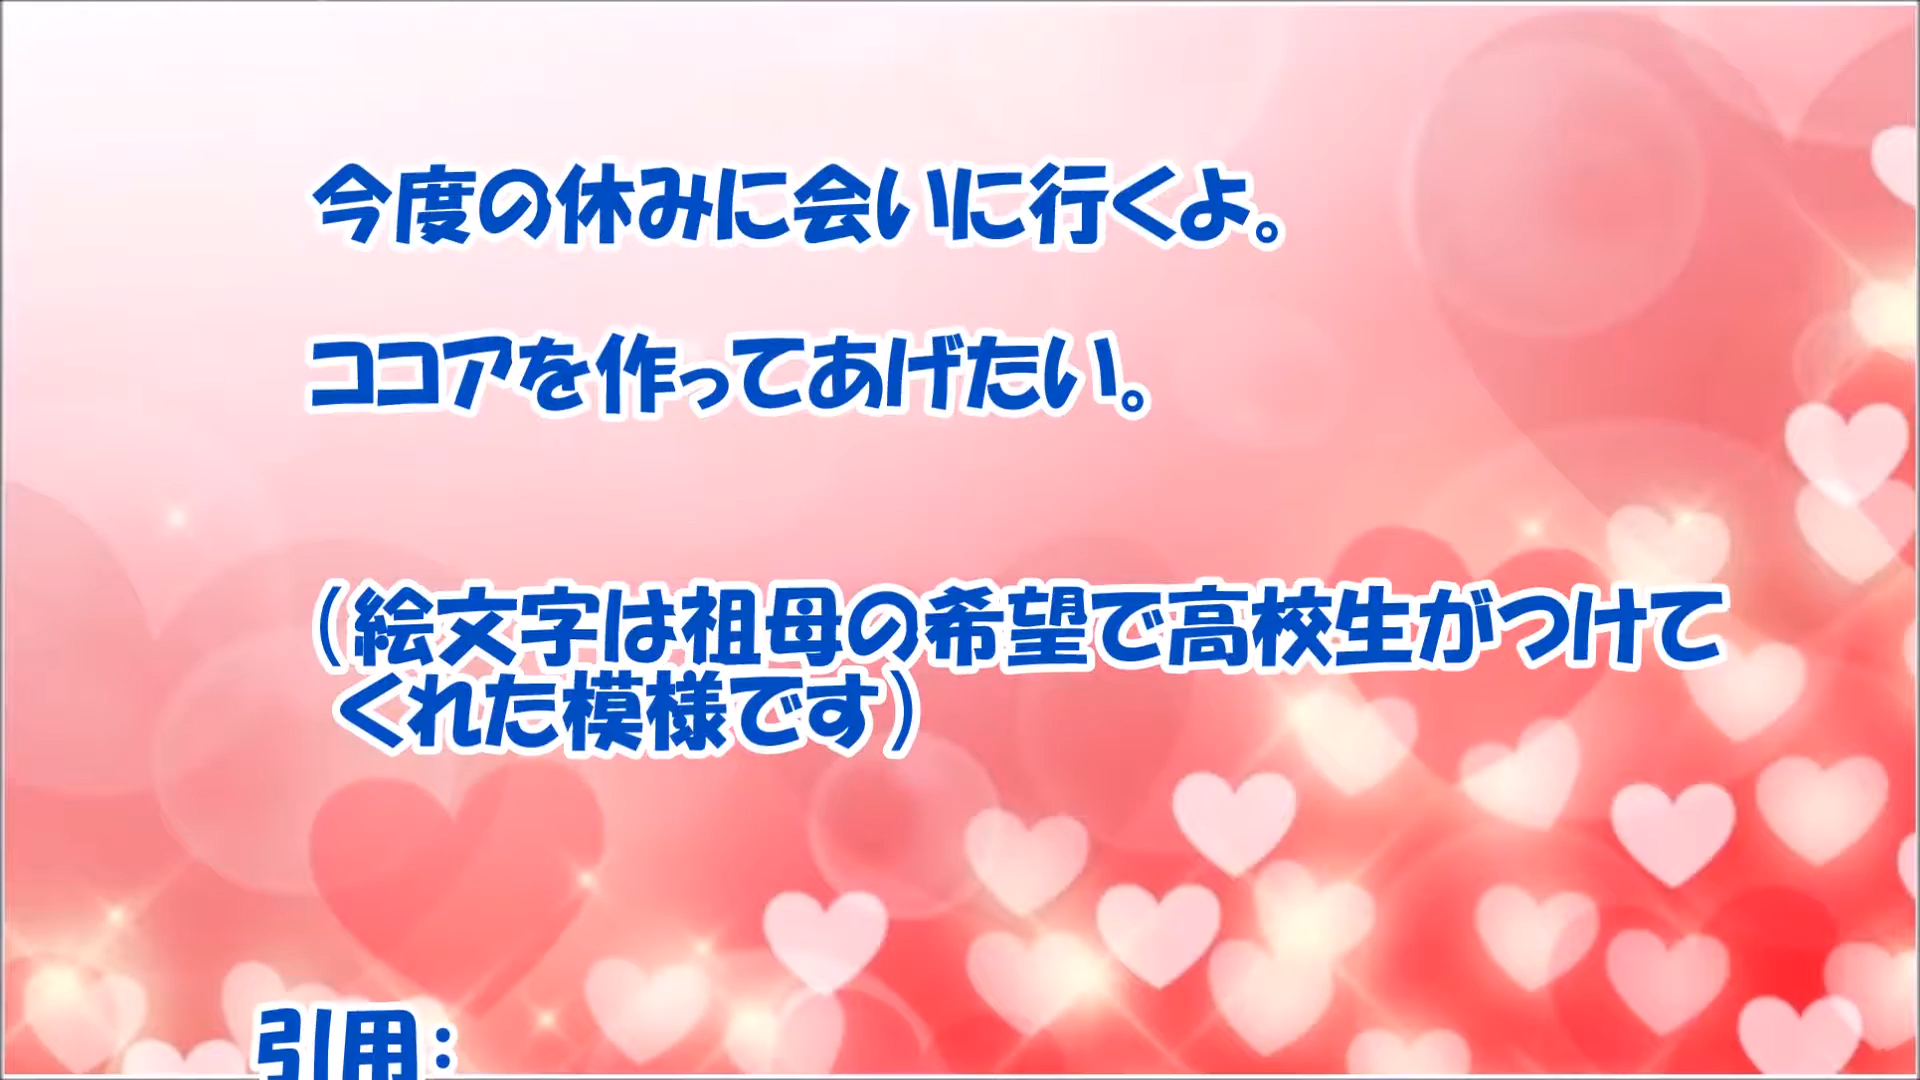 今度の休みに会いに行くよ。
ココアを作ってあげたい。
（絵文字は祖母の希望で高校生がつけて
くれた模様です）
引用：